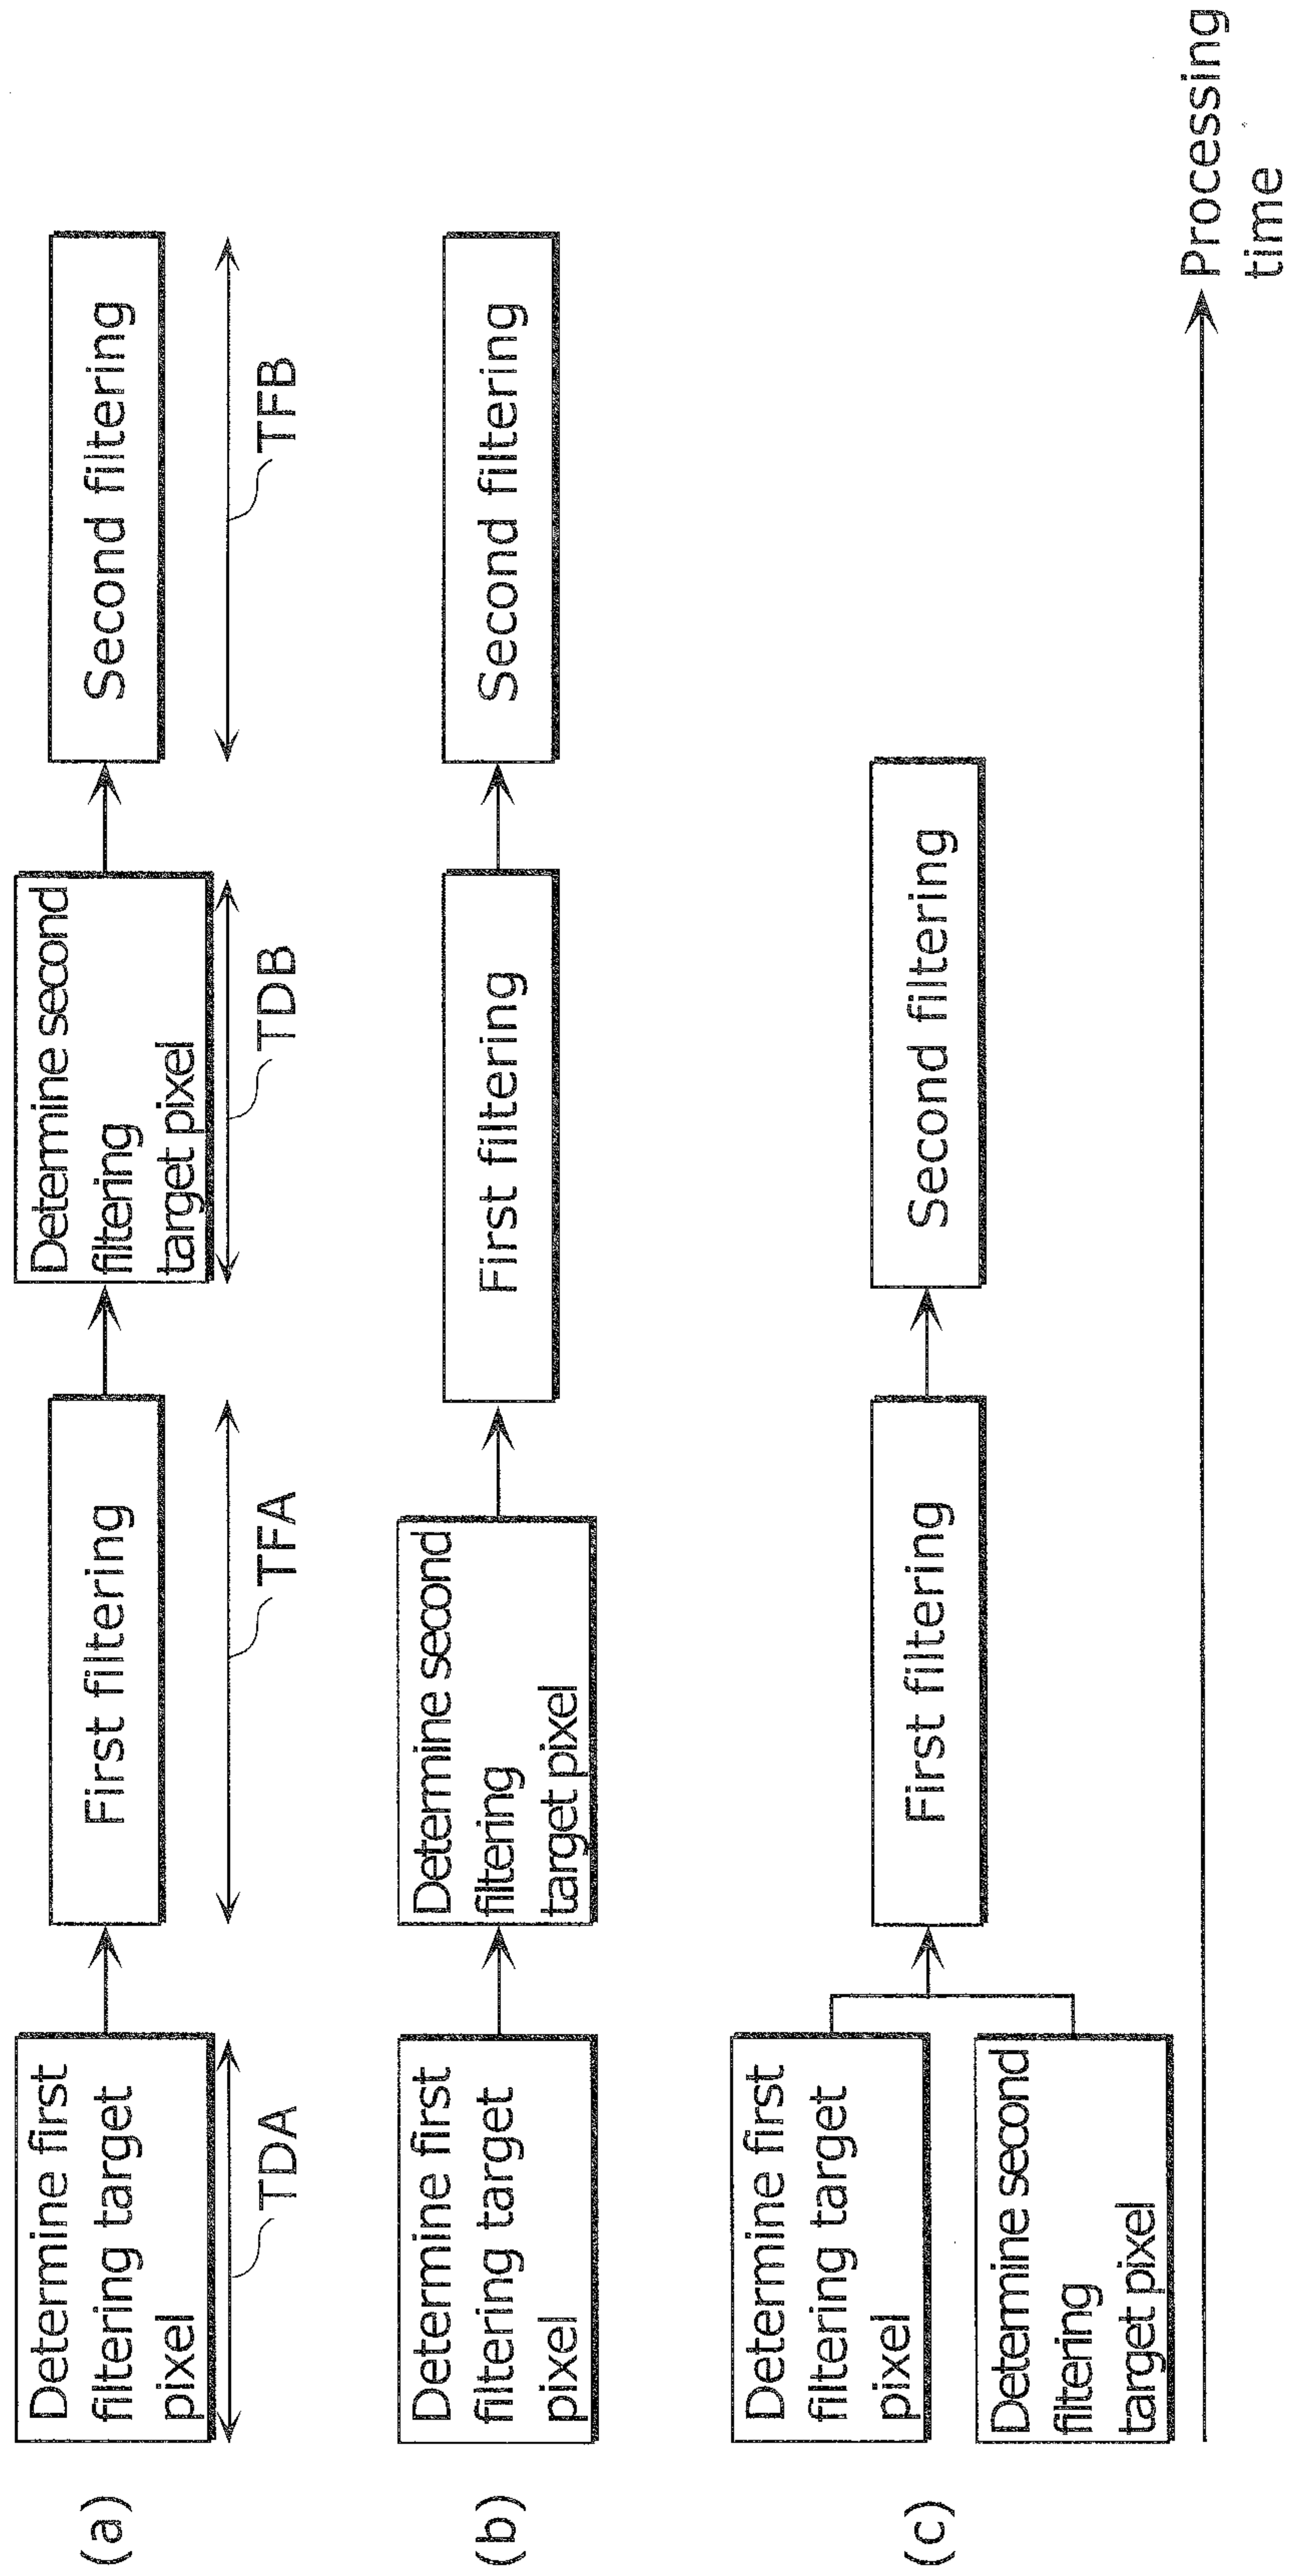 (a)
Determine first
filtering target
pixel
First filtering
Determine second
filtering
target pixel
Second filtering
TDA
TFA
TDB
TFB
(b)
Determine first
filtering target
pixel
Determine second
filtering
target pixel
First filtering
Second filtering
(c)
Determine first
filtering target
pixel
Determine second
filtering
target pixel
First filtering
Second filtering
Processing
time